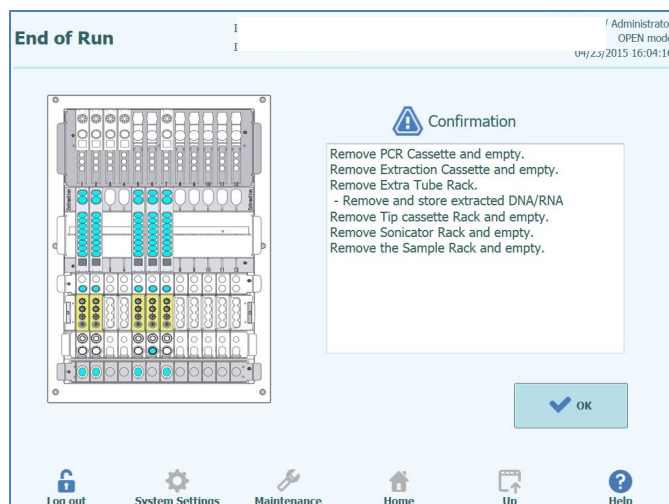 End of Run
/ Administrato
OPEN mode
04/23/2015 16:04:16
Confirmation
Remove PCR Cassette and empty.
Remove Extraction Cassette and empty.
Remove Extra Tube Rack.
- Remove and store extracted DNA/RNA
Remove Tip cassette Rack and empty.
Remove Sonicator Rack and empty.
Remove the Sample Rack and empty.
OK
Log out
System Settings
Maintenance
Home
Up
Help